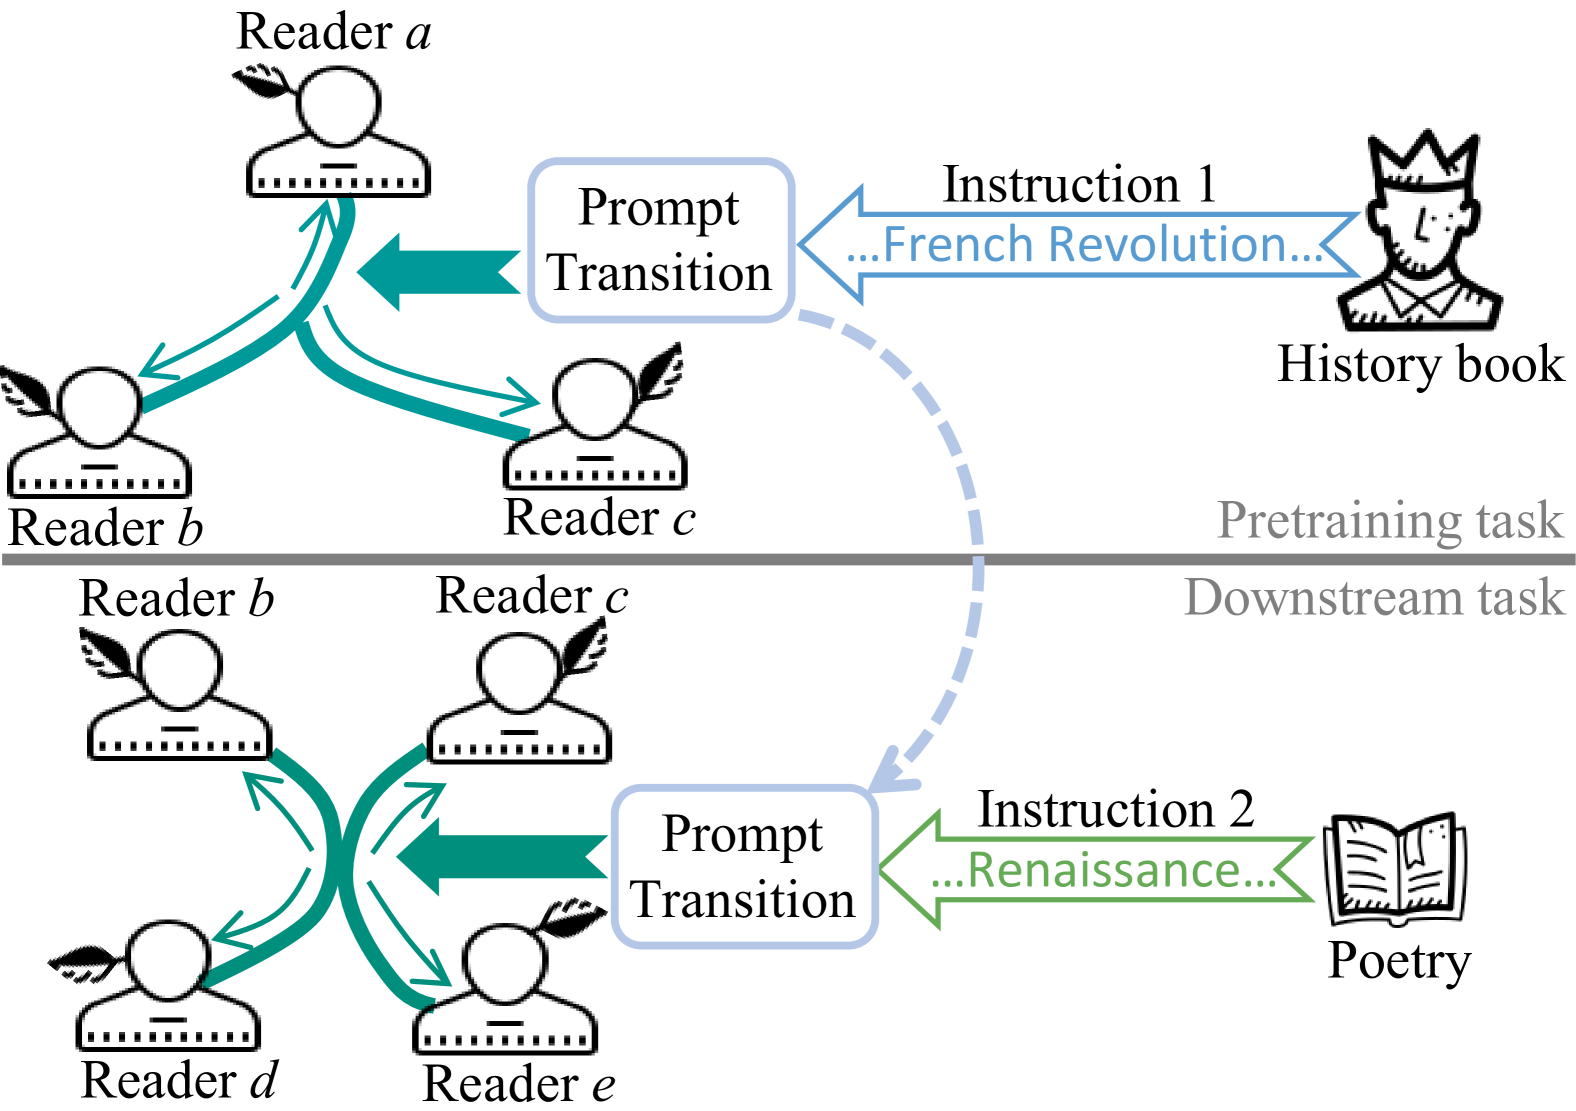 Reader a
Prompt
Transition
Instruction 1
...French Revolution...
History book
Reader b
Reader c
Pretraining task
Downstream task
Reader b
Reader c
Prompt
Transition
Instruction 2
...Renaissance...
Poetry
Reader d
Reader e